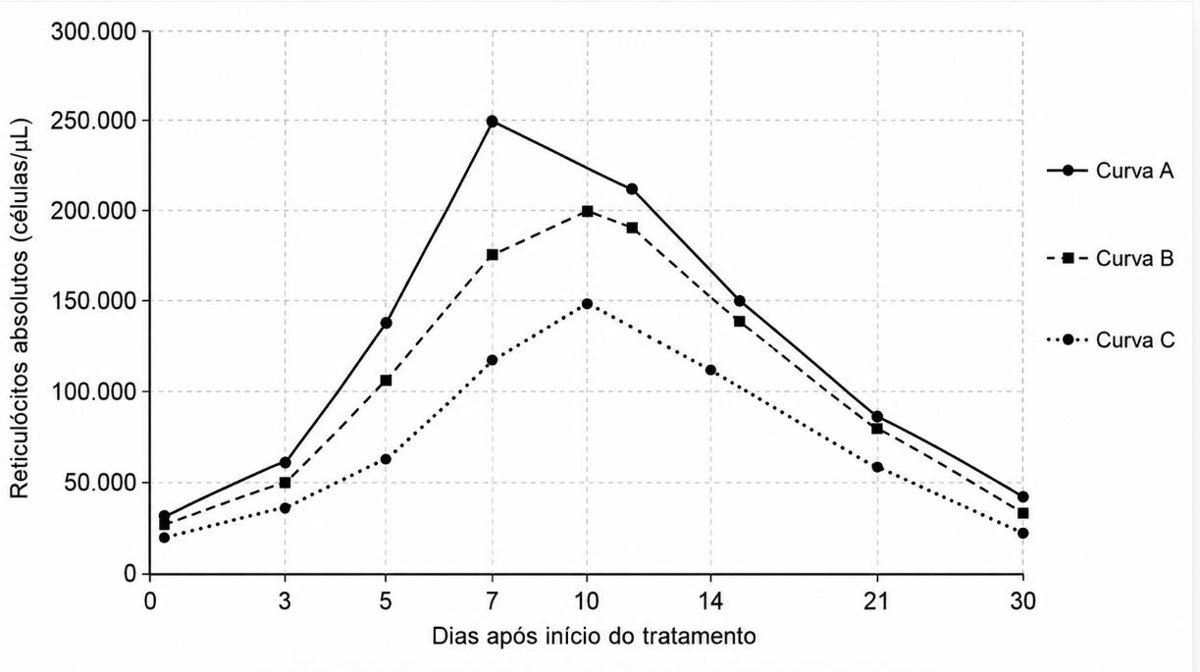 Reticulócitos absolutos (células/µL)
300.000
250.000
200.000
150.000
100.000
50.000
0
0 3 5 7 10 14 21 30
Dias após início do tratamento
Curva A
Curva B
Curva C